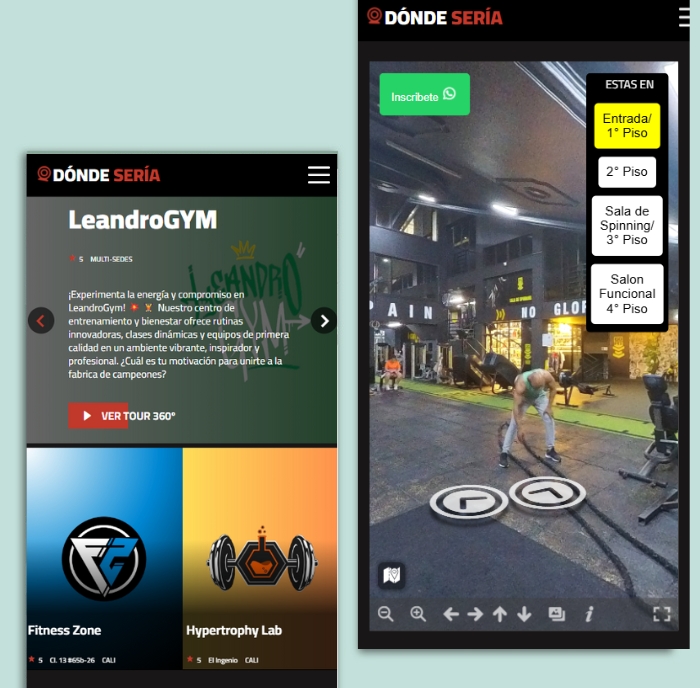 DÓNDE SERÍA
LeandroGYM
5 MULTI-SEDES
LEANDRO
GYM!
¡Experimenta la energía y compromiso en
LeandroGym! Nuestro centro de
entrenamiento y bienestar ofrece rutinas
innovadoras, clases dinámicas y equipos de primera
calidad en un ambiente vibrante, inspirador y
profesional. ¿Cuál es tu motivación para unirte a la
fabrica de campeones?
VER TOUR 360°
Fitness Zone
5 Cl. 13 #65b-26 CALI
Hypertrophy Lab
5 El Ingenio CALI
DÓNDE SERÍA
Inscríbete
ESTAS EN
Entrada/
1° Piso
2° Piso
Sala de
Spinning/
3° Piso
Salon
Funcional
4° Piso
PAIN NO GLOR